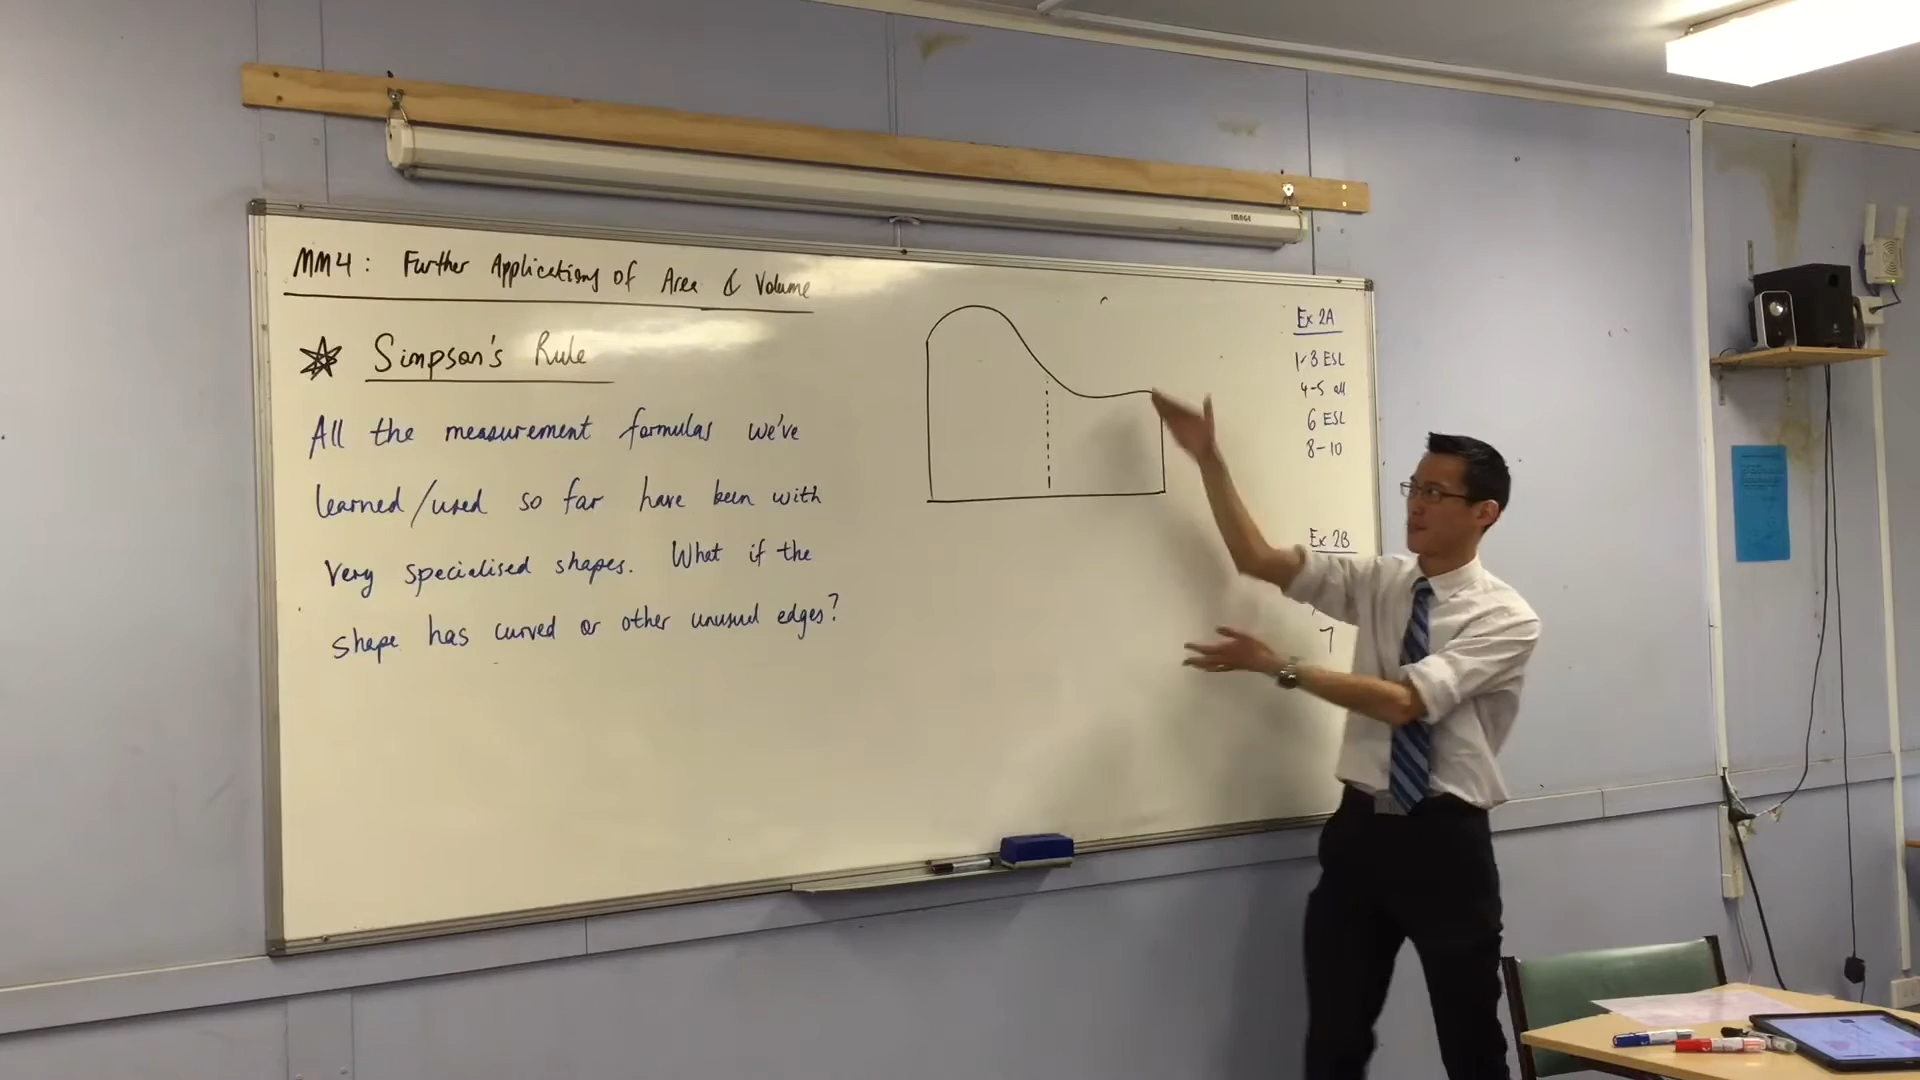 IMAGE
MM4: Further Applications of Area & Volume
Simpson's Rule
All the measurement formulas we've
learned/used so far have been with
very specialised shapes. What if the
shape has curved or other unusual edges?
Ex 2A
1-3 ESL
4-5 all
6 ESL
8-10
Ex 2B
7